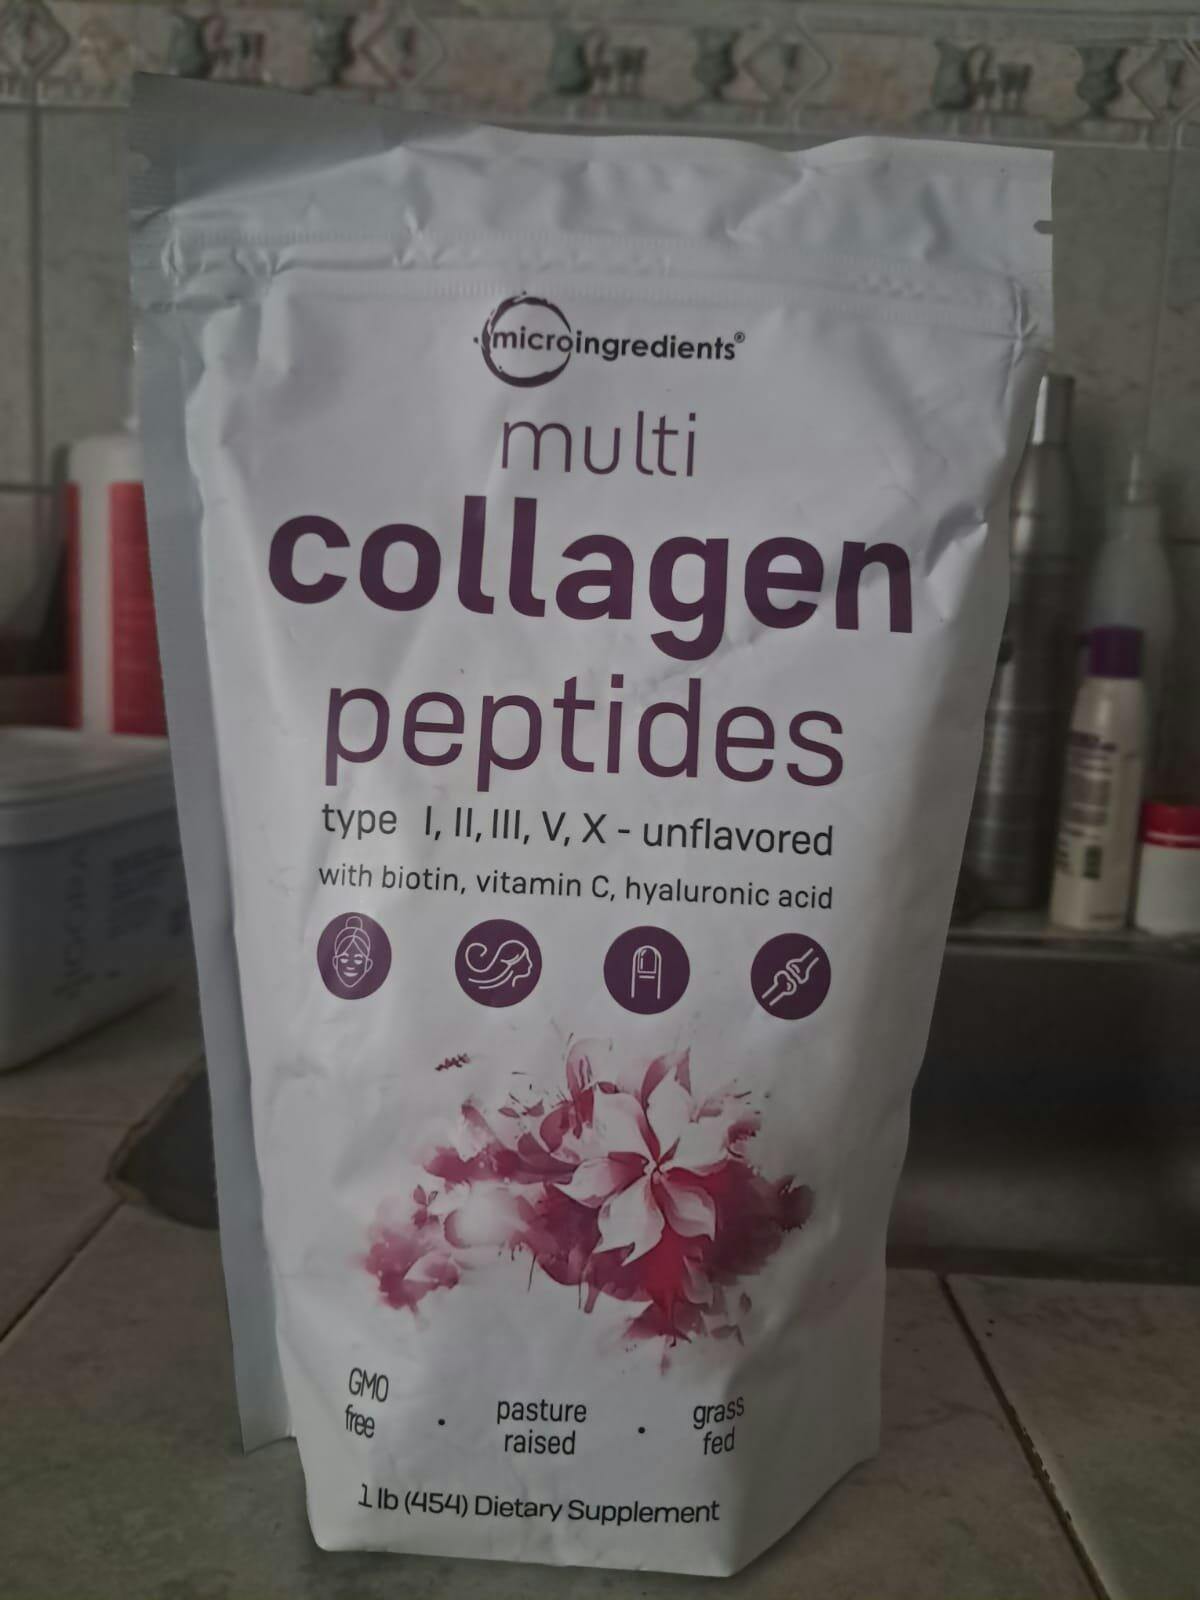 microingredients®
multi
collagen
peptides
type I, II, III, V, X - unflavored
with biotin, vitamin C, hyaluronic acid
GMO free · pasture raised · grass fed
1 lb (454) Dietary Supplement